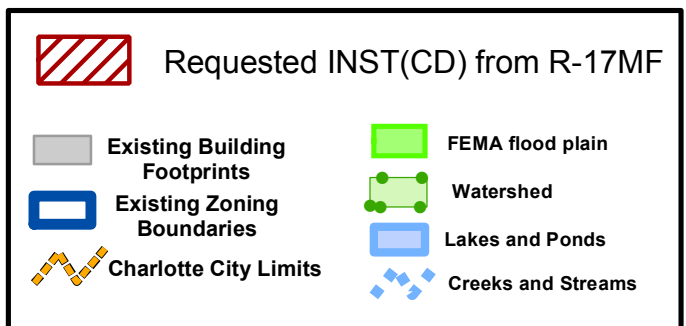 Requested INST(CD) from R-17MF
Existing Building
Footprints
Existing Zoning
Boundaries
Charlotte City Limits
FEMA flood plain
Watershed
Lakes and Ponds
Creeks and Streams